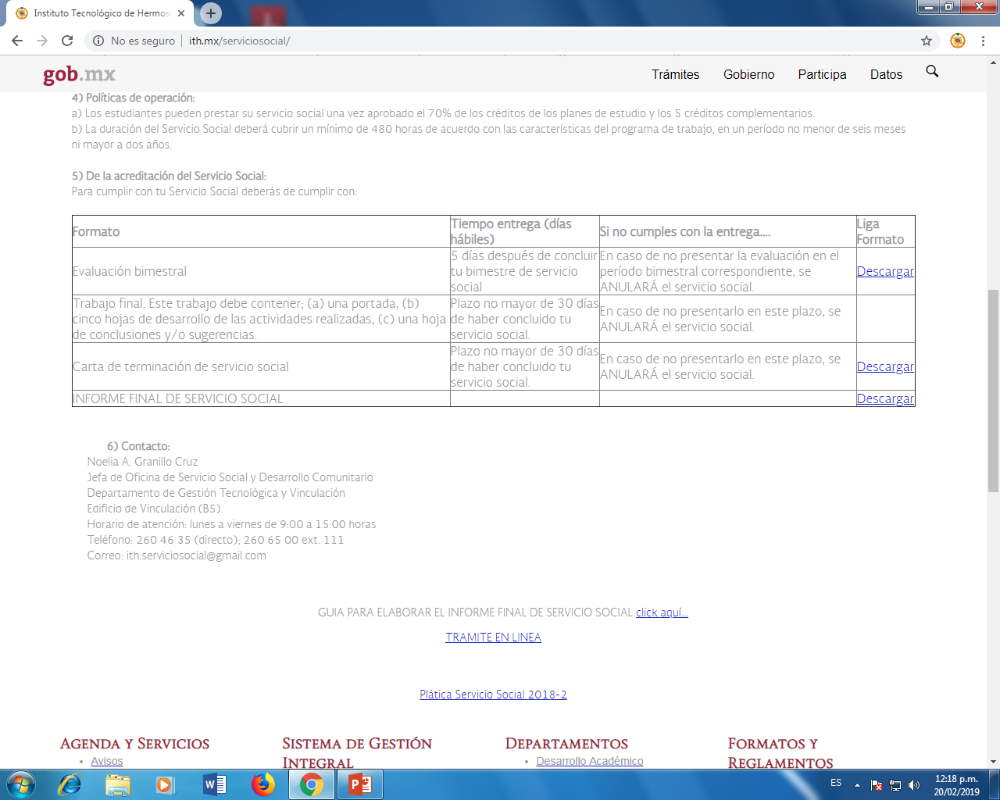 Instituto Tecnológico de Hermos
No es seguro
ith.mx/serviciosocial/
gob.mx
Trámites
Gobierno
Participa
Datos
4) Políticas de operación:
a) Los estudiantes pueden prestar su servicio social una vez aprobado el 70% de los créditos de los planes de estudio y los 5 créditos complementarios.
b) La duración del Servicio Social deberá cubrir un mínimo de 480 horas de acuerdo con las características del programa de trabajo, en un período no menor de seis meses
ni mayor a dos años.
5) De la acreditación del Servicio Social:
Para cumplir con tu Servicio Social deberás de cumplir con:
Formato
Tiempo entrega (días
hábiles)
Si no cumples con la entrega....
Liga
Formato
Evaluación bimestral
5 días después de concluir
tu bimestre de servicio
social
En caso de no presentar la evaluación en el
período bimestral correspondiente, se
ANULARÁ el servicio social.
Descargar
Trabajo final. Este trabajo debe contener; (a) una portada, (b)
cinco hojas de desarrollo de las actividades realizadas, (c) una hoja
de conclusiones y/o sugerencias.
Plazo no mayor de 30 días
de haber concluido tu
servicio social.
En caso de no presentarlo en este plazo, se
ANULARÁ el servicio social.
Carta de terminación de servicio social
Plazo no mayor de 30 días
de haber concluido tu
servicio social.
En caso de no presentarlo en este plazo, se
ANULARÁ el servicio social.
Descargar
INFORME FINAL DE SERVICIO SOCIAL
Descargar
6) Contacto:
Noelia A. Granillo Cruz
Jefa de Oficina de Servicio Social y Desarrollo Comunitario
Departamento de Gestión Tecnológica y Vinculación
Edificio de Vinculación (B5).
Horario de atención: lunes a viernes de 9:00 a 15:00 horas
Teléfono: 260 46 35 (directo); 260 65 00 ext. 111
Correo: ith.serviciosocial@gmail.com
GUIA PARA ELABORAR EL INFORME FINAL DE SERVICIO SOCIAL click aquí...
TRAMITE EN LINEA
Plática Servicio Social 2018-2
Agenda y Servicios
Avisos
Sistema de Gestión
Integral
Departamentos
Desarrollo Académico
Formatos y
Reglamentos
ES
12:18 p.m.
20/02/2019